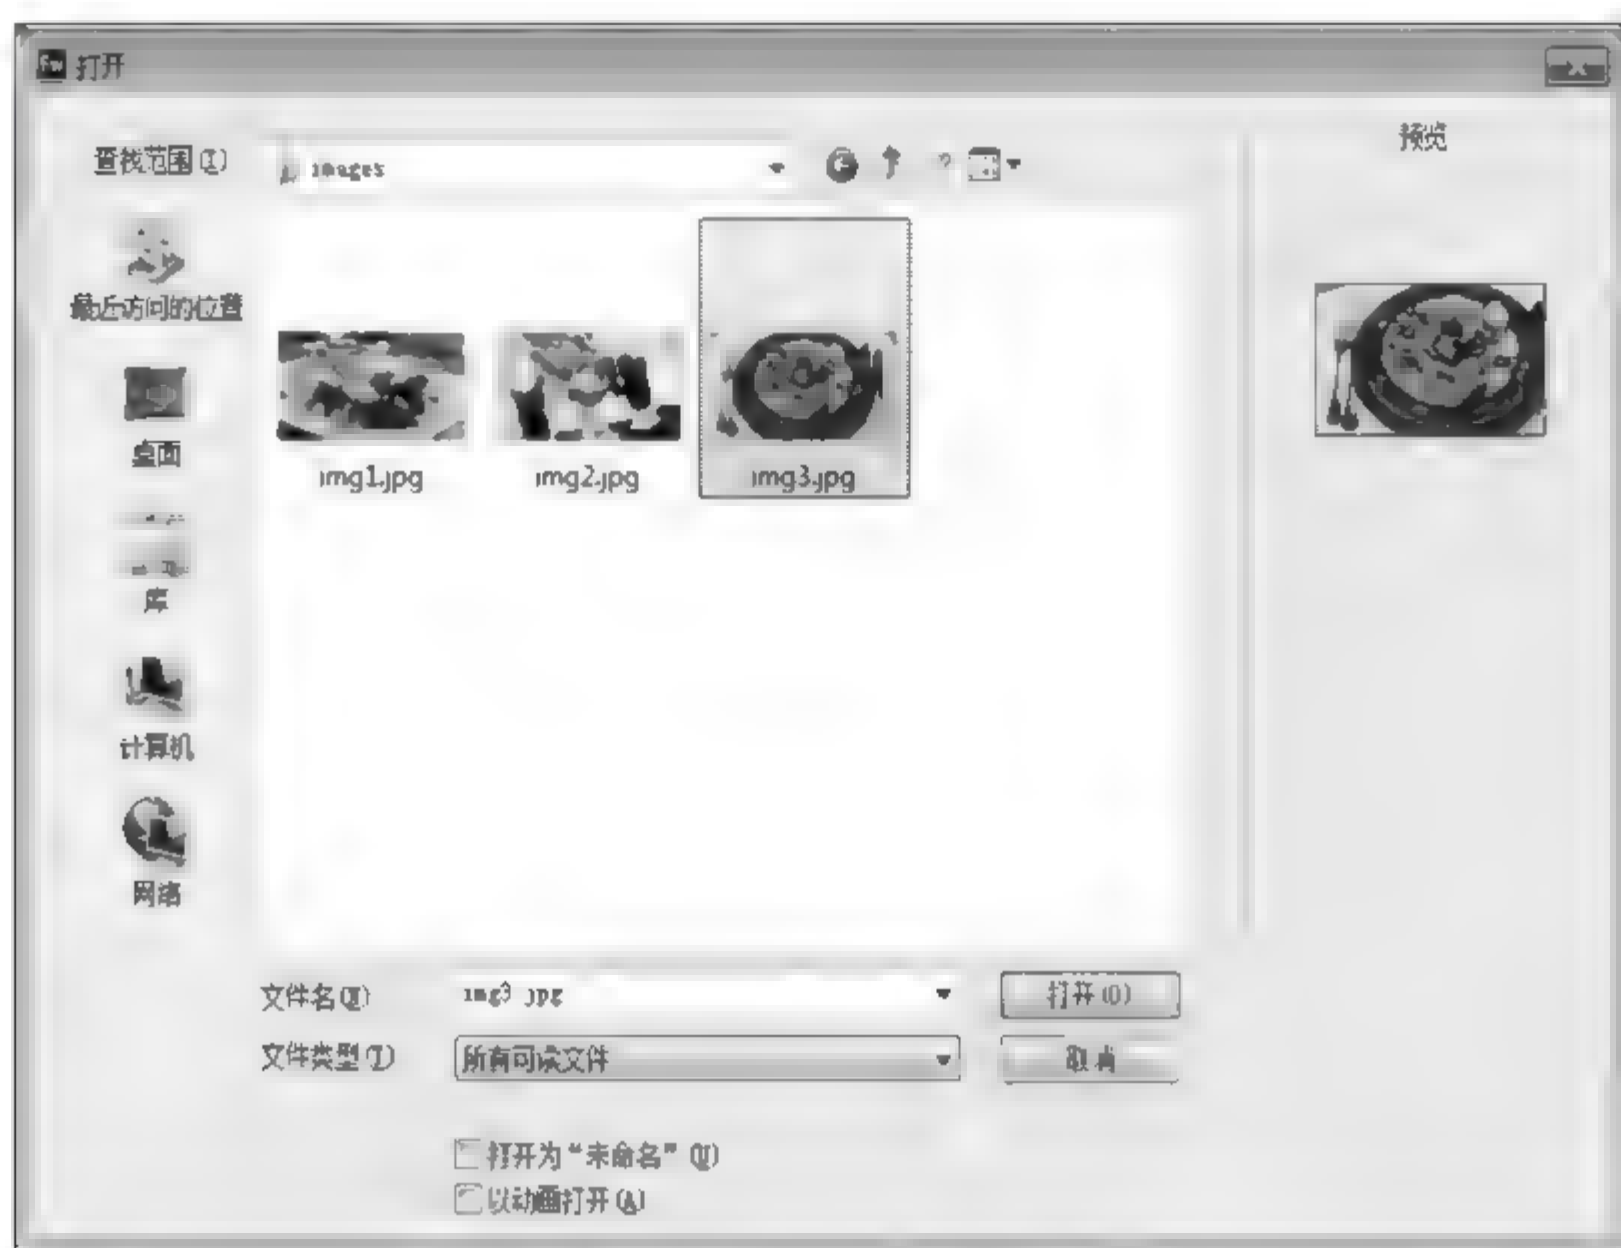 Fw 打开
查找范围(I) images
预览
最近访问的位置
桌面
库
计算机
网络
img1.jpg img2.jpg img3.jpg
文件名(N) img3.jpg 打开(O)
文件类型(T) 所有可读文件 取消
打开为“未命名”(U)
以动画打开(A)